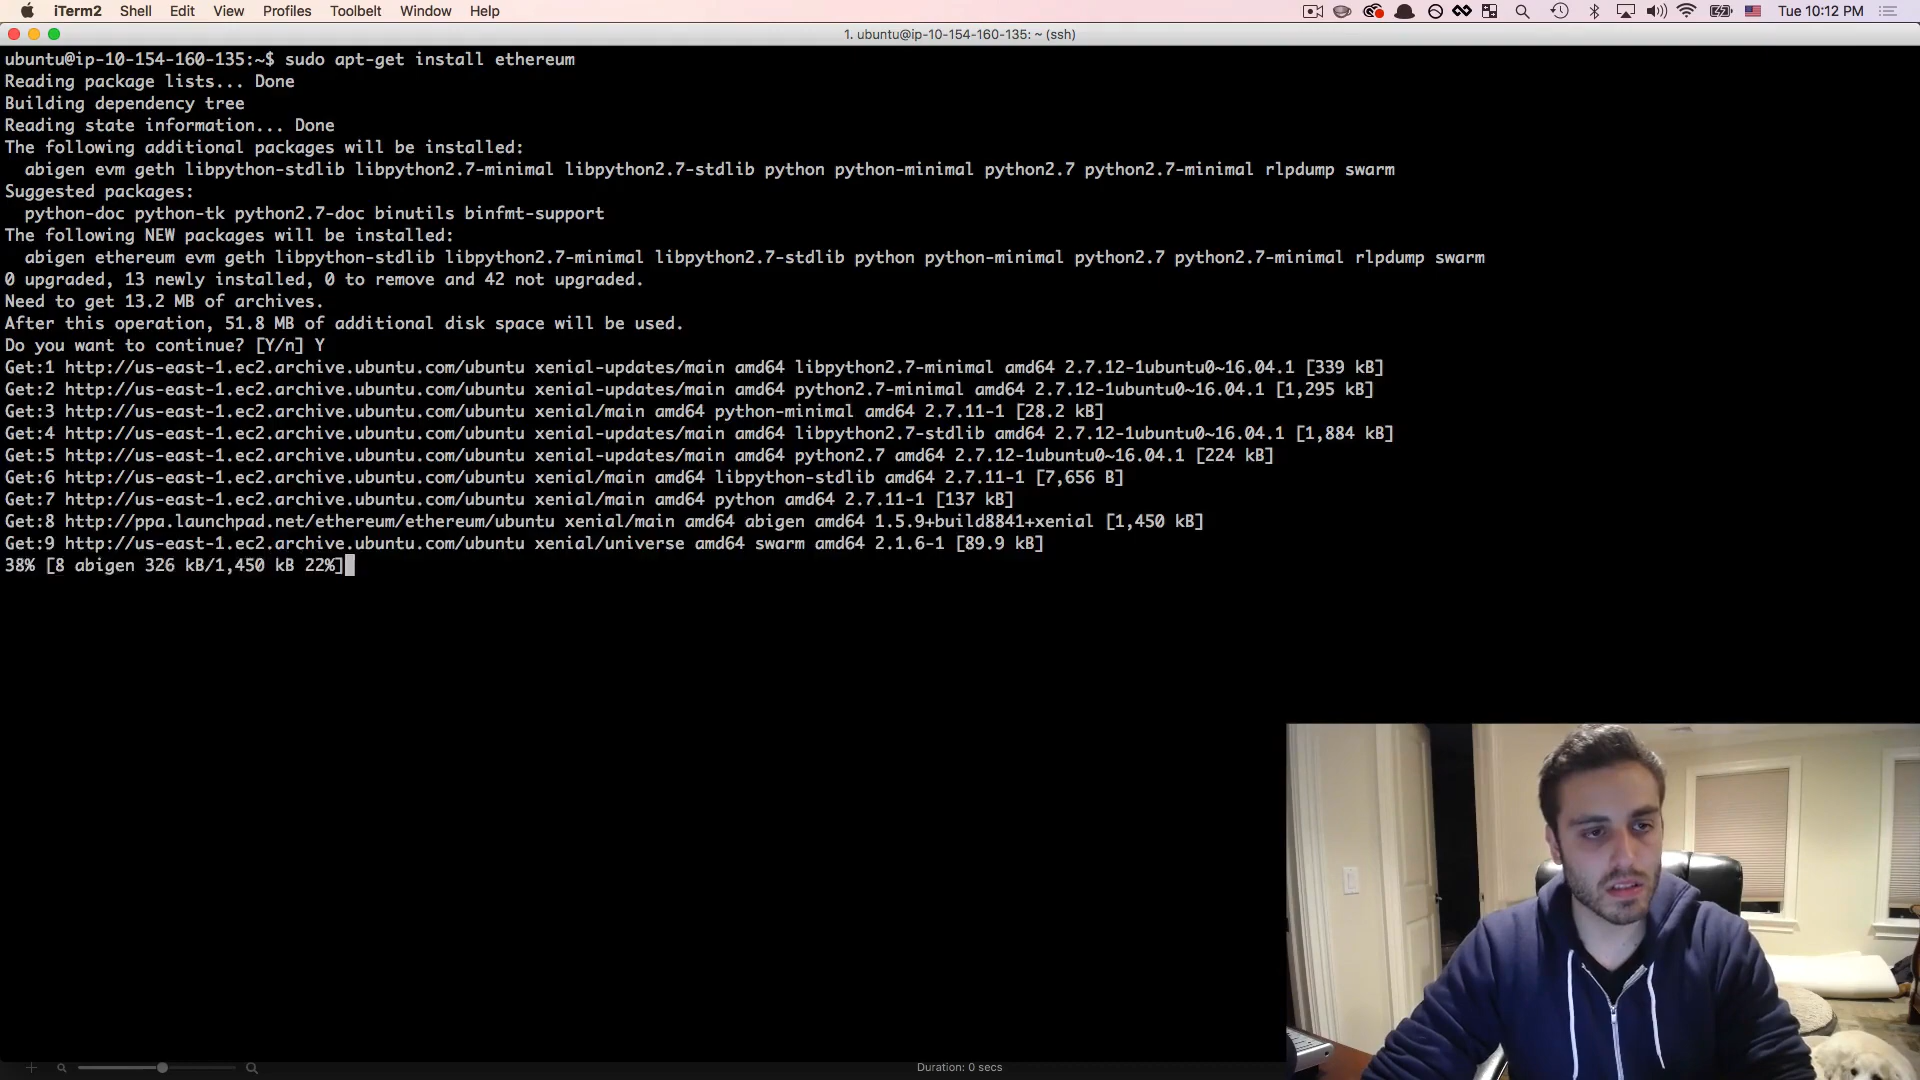 iTerm2 Shell Edit View Profiles Toolbelt Window Help Tue 10:12 PM
1. ubuntu@ip-10-154-160-135: ~ (ssh)
ubuntu@ip-10-154-160-135:~$ sudo apt-get install ethereum
Reading package lists... Done
Building dependency tree
Reading state information... Done
The following additional packages will be installed:
abigen evm geth libpython-stdlib libpython2.7-minimal libpython2.7-stdlib python python-minimal python2.7 python2.7-minimal rlpdump swarm
Suggested packages:
python-doc python-tk python2.7-doc binutils binfmt-support
The following NEW packages will be installed:
abigen ethereum evm geth libpython-stdlib libpython2.7-minimal libpython2.7-stdlib python python-minimal python2.7 python2.7-minimal rlpdump swarm
0 upgraded, 13 newly installed, 0 to remove and 42 not upgraded.
Need to get 13.2 MB of archives.
After this operation, 51.8 MB of additional disk space will be used.
Do you want to continue? [Y/n] Y
Get:1 http://us-east-1.ec2.archive.ubuntu.com/ubuntu xenial-updates/main amd64 libpython2.7-minimal amd64 2.7.12-1ubuntu0~16.04.1 [339 kB]
Get:2 http://us-east-1.ec2.archive.ubuntu.com/ubuntu xenial-updates/main amd64 python2.7-minimal amd64 2.7.12-1ubuntu0~16.04.1 [1,295 kB]
Get:3 http://us-east-1.ec2.archive.ubuntu.com/ubuntu xenial/main amd64 python-minimal amd64 2.7.11-1 [28.2 kB]
Get:4 http://us-east-1.ec2.archive.ubuntu.com/ubuntu xenial-updates/main amd64 libpython2.7-stdlib amd64 2.7.12-1ubuntu0~16.04.1 [1,884 kB]
Get:5 http://us-east-1.ec2.archive.ubuntu.com/ubuntu xenial-updates/main amd64 python2.7 amd64 2.7.12-1ubuntu0~16.04.1 [224 kB]
Get:6 http://us-east-1.ec2.archive.ubuntu.com/ubuntu xenial/main amd64 libpython-stdlib amd64 2.7.11-1 [7,656 B]
Get:7 http://us-east-1.ec2.archive.ubuntu.com/ubuntu xenial/main amd64 python amd64 2.7.11-1 [137 kB]
Get:8 http://ppa.launchpad.net/ethereum/ethereum/ubuntu xenial/main amd64 abigen amd64 1.5.9+build8841+xenial [1,450 kB]
Get:9 http://us-east-1.ec2.archive.ubuntu.com/ubuntu xenial/universe amd64 swarm amd64 2.1.6-1 [89.9 kB]
38% [8 abigen 326 kB/1,450 kB 22%]
Duration: 0 secs